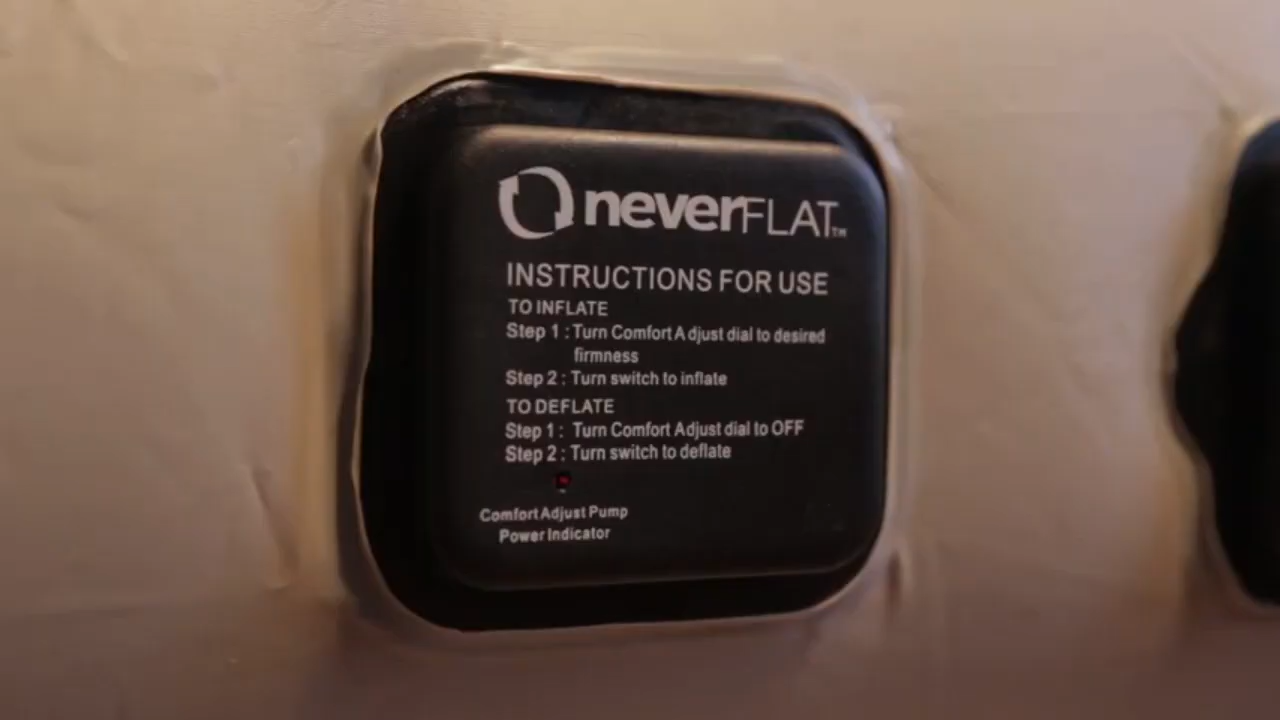 neverFLAT™
INSTRUCTIONS FOR USE
TO INFLATE
Step 1 : Turn Comfort Adjust dial to desired
firmness
Step 2 : Turn switch to inflate
TO DEFLATE
Step 1 : Turn Comfort Adjust dial to OFF
Step 2 : Turn switch to deflate
Comfort Adjust Pump
Power Indicator